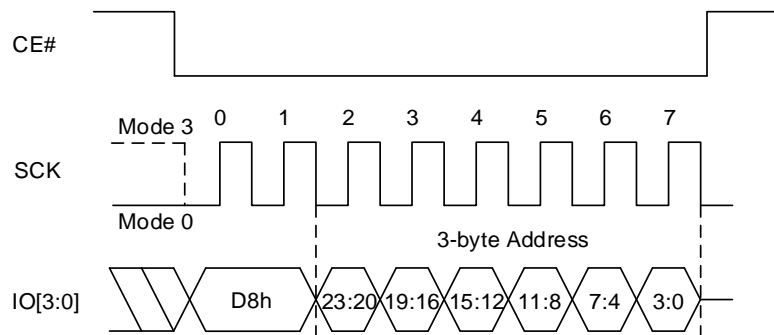 CE#
Mode 3 0 1 2 3 4 5 6 7
SCK
Mode 0
3-byte Address
IO[3:0] D8h 23:20 19:16 15:12 11:8 7:4 3:0